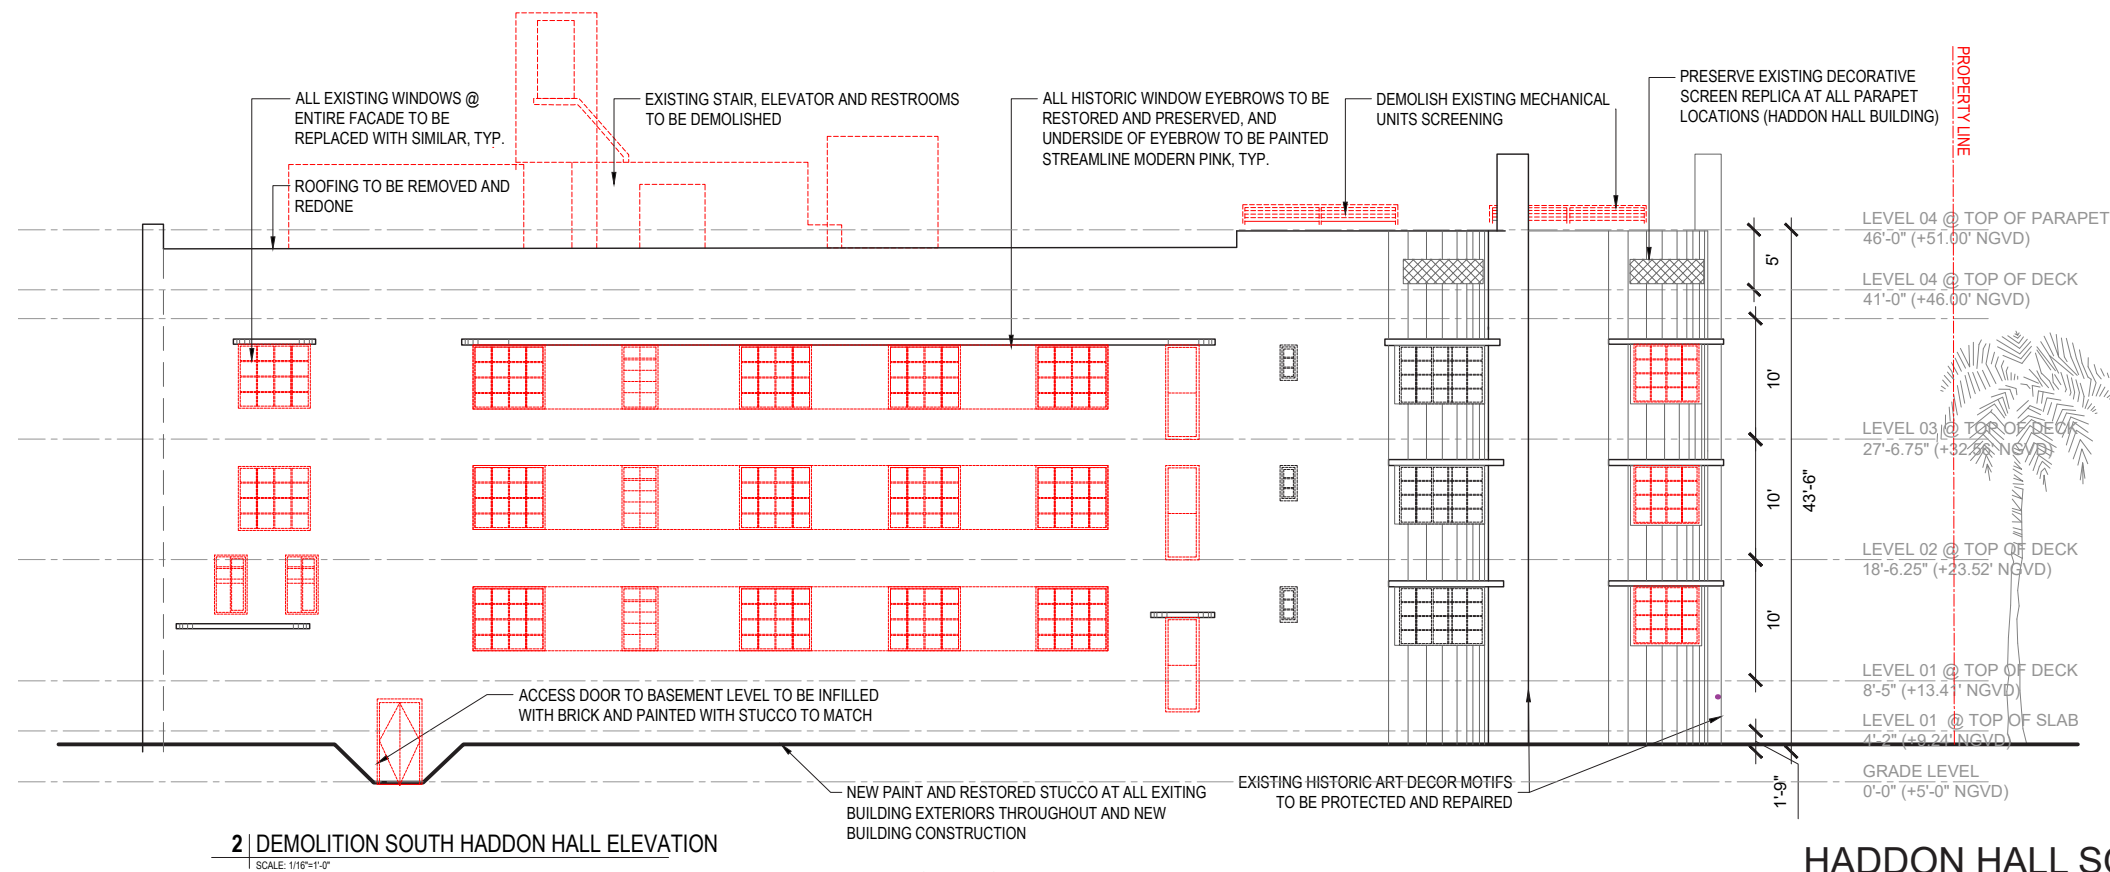 ALL EXISTING WINDOWS @
ENTIRE FACADE TO BE
REPLACED WITH SIMILAR, TYP.
EXISTING STAIR, ELEVATOR AND RESTROOMS
TO BE DEMOLISHED
ALL HISTORIC WINDOW EYEBROWS TO BE
RESTORED AND PRESERVED, AND
UNDERSIDE OF EYEBROW TO BE PAINTED
STREAMLINE MODERN PINK, TYP.
DEMOLISH EXISTING MECHANICAL
UNITS SCREENING
PRESERVE EXISTING DECORATIVE
SCREEN REPLICA AT ALL PARAPET
LOCATIONS (HADDON HALL BUILDING)
PROPERTY LINE
ROOFING TO BE REMOVED AND
REDONE
LEVEL 04 @ TOP OF PARAPET
46'-0" (+51.00' NGVD)
5'
LEVEL 04 @ TOP OF DECK
41'-0" (+46.00' NGVD)
10'
LEVEL 03 @ TOP OF DECK
27'-6.75" (+32.56' NGVD)
10'
43'-6"
LEVEL 02 @ TOP OF DECK
18'-6.25" (+23.52' NGVD)
10'
LEVEL 01 @ TOP OF DECK
8'-5" (+13.41' NGVD)
LEVEL 01 @ TOP OF SLAB
4'-2" (+9.24' NGVD)
1'-9"
GRADE LEVEL
0'-0" (+5'-0" NGVD)
ACCESS DOOR TO BASEMENT LEVEL TO BE INFILLED
WITH BRICK AND PAINTED WITH STUCCO TO MATCH
NEW PAINT AND RESTORED STUCCO AT ALL EXITING
BUILDING EXTERIORS THROUGHOUT AND NEW
BUILDING CONSTRUCTION
EXISTING HISTORIC ART DECOR MOTIFS
TO BE PROTECTED AND REPAIRED
2 DEMOLITION SOUTH HADDON HALL ELEVATION
SCALE: 1/16"=1'-0"
HADDON HALL